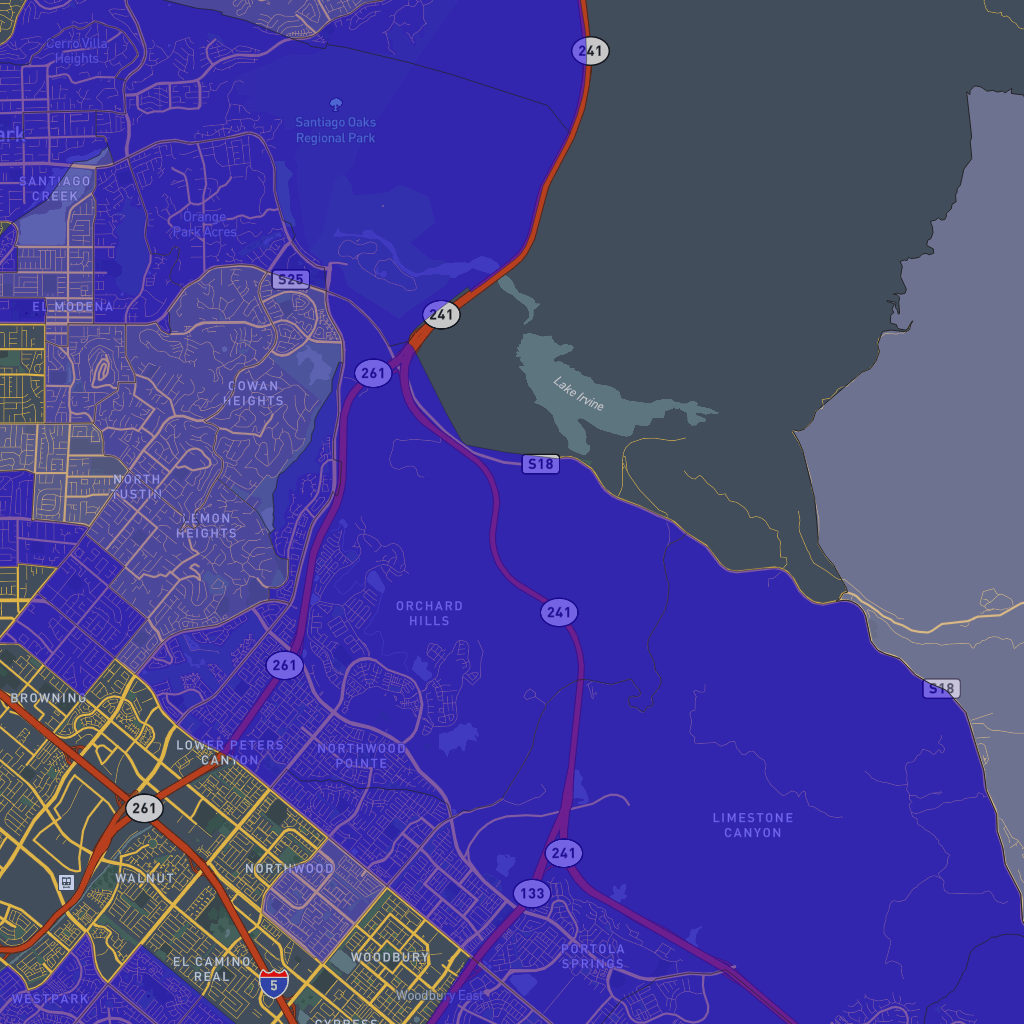 Cerro Villa
Heights
241
Santiago Oaks
Regional Park
ark
SANTIAGO
CREEK
Orange
Park Acres
S25
EL MODENA
241
261
COWAN
HEIGHTS
Lake Irvine
S18
NORTH
TUSTIN
LEMON
HEIGHTS
ORCHARD
HILLS
241
261
S18
BROWNING
LOWER PETERS
CANYON
NORTHWOOD
POINTE
261
LIMESTONE
CANYON
241
NORTHWOOD
WALNUT
133
PORTOLA
SPRINGS
WOODBURY
EL CAMINO
REAL
5
WESTPARK
Woodbury East
CYPRESS